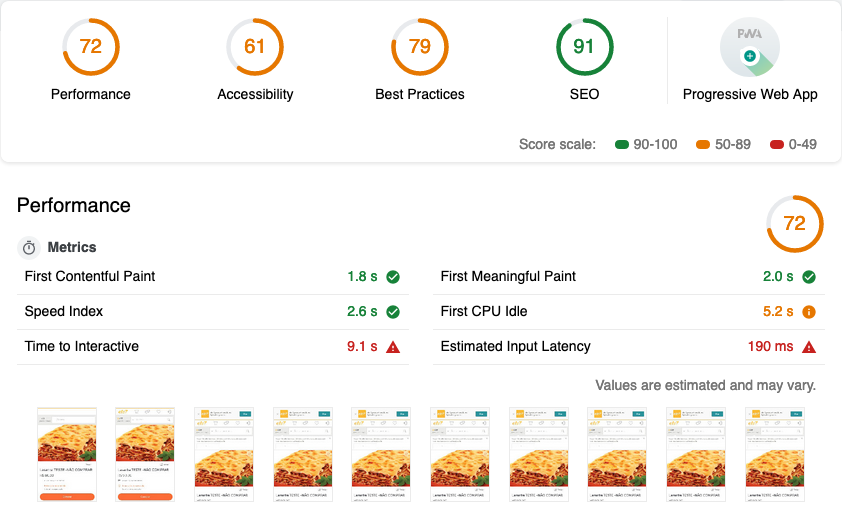 72 61 79 91 PWA
Performance Accessibility Best Practices SEO Progressive Web App
Score scale: 90-100 50-89 0-49
Performance 72
Metrics
First Contentful Paint 1.8 s First Meaningful Paint 2.0 s
Speed Index 2.6 s First CPU Idle 5.2 s
Time to Interactive 9.1 s Estimated Input Latency 190 ms
Values are estimated and may vary.